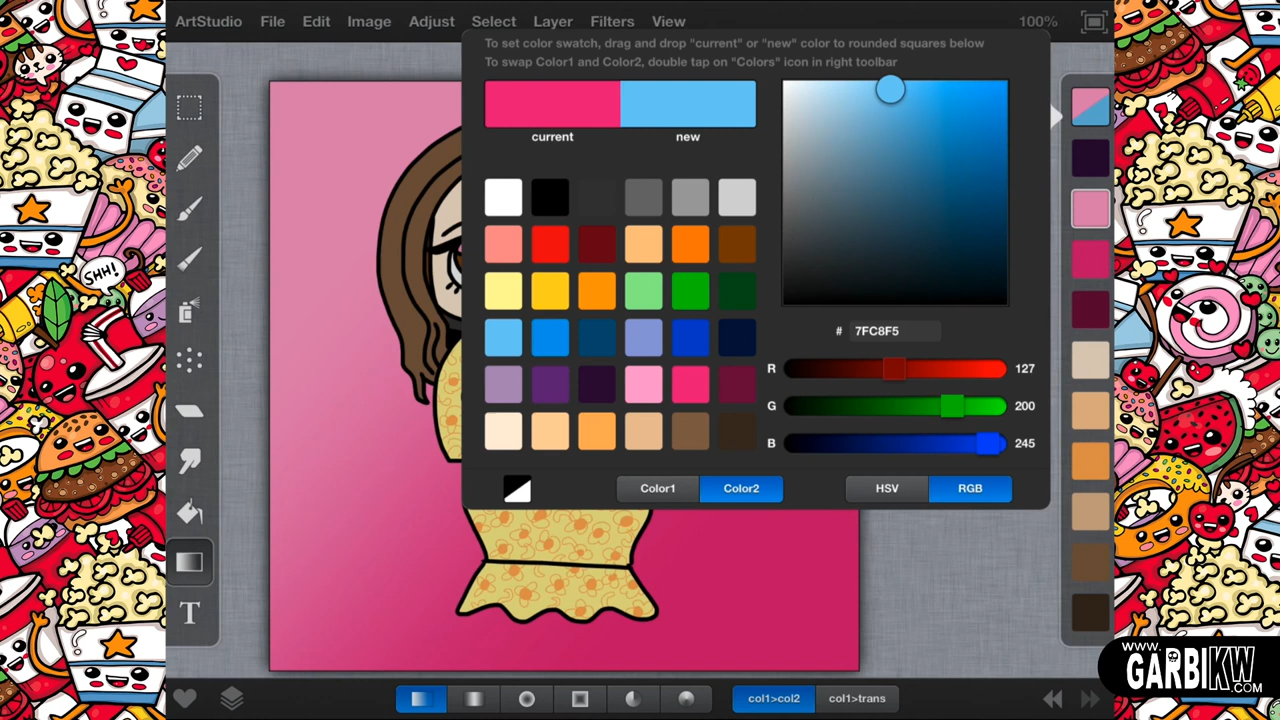 ArtStudio File Edit Image Adjust Select Layer Filters View 100%
To set color swatch, drag and drop "current" or "new" color to rounded squares below
To swap Color1 and Color2, double tap on "Colors" icon in right toolbar
current new
SHH!
# 7FC8F5
R 127
G 200
B 245
Color1 Color2 HSV RGB
T
WWW.
GARBIKW
.COM
col1>col2 col1>trans